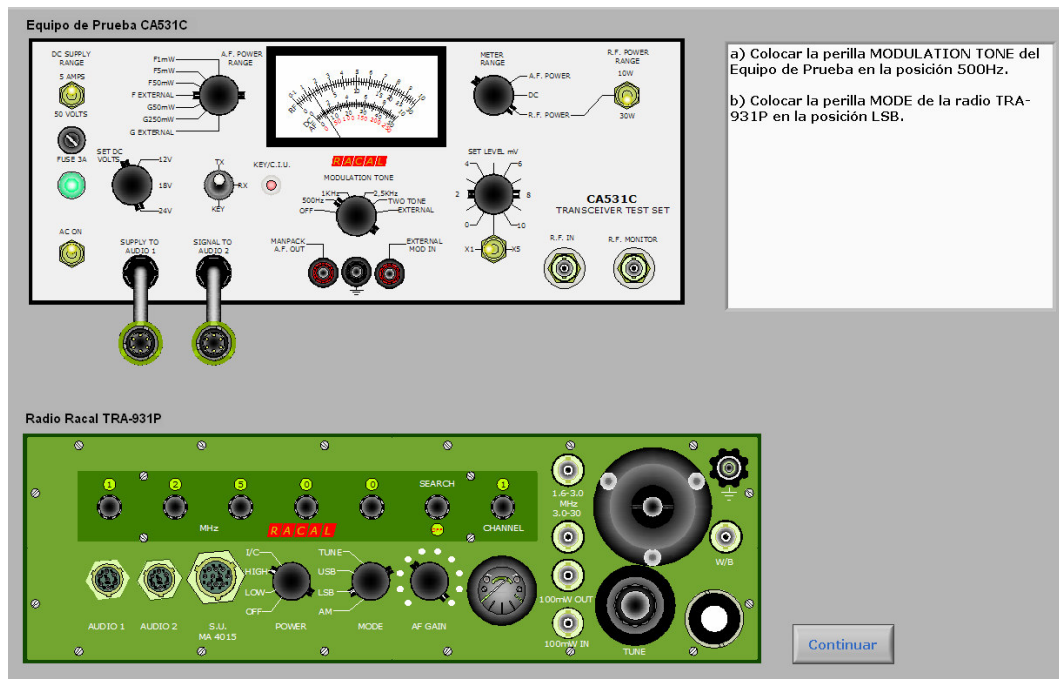 Equipo de Prueba CA531C
DC SUPPLY
RANGE
5 AMPS
50 VOLTS
FUSE 3A
A.F. POWER
RANGE
F1mW
F5mW
F50mW
F EXTERNAL
G50mW
G250mW
G EXTERNAL
SET DC
VOLTS
12V
18V
24V
TX
RX
KEY
KEY/C.I.U.
RACAL
MODULATION TONE
1KHz
2,5KHz
500Hz
TWO TONE
OFF
EXTERNAL
METER
RANGE
A.F. POWER
DC
R.F. POWER
R.F. POWER
RANGE
10W
30W
SET LEVEL mV
4
6
2
8
0
10
X1
X5
CA531C
TRANSCEIVER TEST SET
AC ON
SUPPLY TO
AUDIO 1
SIGNAL TO
AUDIO 2
MANPACK
A.F. OUT
EXTERNAL
MOD IN
R.F. IN
R.F. MONITOR
a) Colocar la perilla MODULATION TONE del
Equipo de Prueba en la posición 500Hz.
b) Colocar la perilla MODE de la radio TRA-
931P en la posición LSB.
Radio Racal TRA-931P
1
2
5
0
0
SEARCH
1
MHz
RACAL
OFF
CHANNEL
1.6-3.0
MHz
3.0-30
I/C
HIGH
LOW
OFF
TUNE
USB
LSB
AM
100mW OUT
W/B
AUDIO 1
AUDIO 2
S.U.
MA 4015
POWER
MODE
AF GAIN
100mW IN
TUNE
Continuar